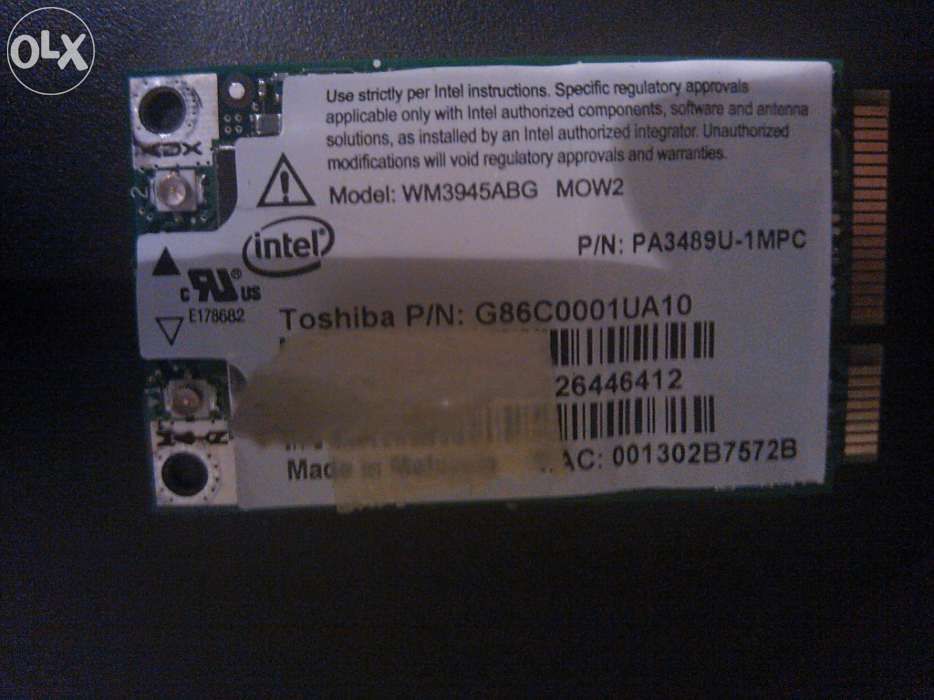 OLX
Use strictly per Intel instructions. Specific regulatory approvals
applicable only with Intel authorized components, software and antenna
solutions, as installed by an Intel authorized integrator. Unauthorized
modifications will void regulatory approvals and warranties.
Model: WM3945ABG MOW2
intel®
P/N: PA3489U-1MPC
c RU® US
E178682
Toshiba P/N: G86C0001UA10
26446412
Made in
AC: 001302B7572B
2